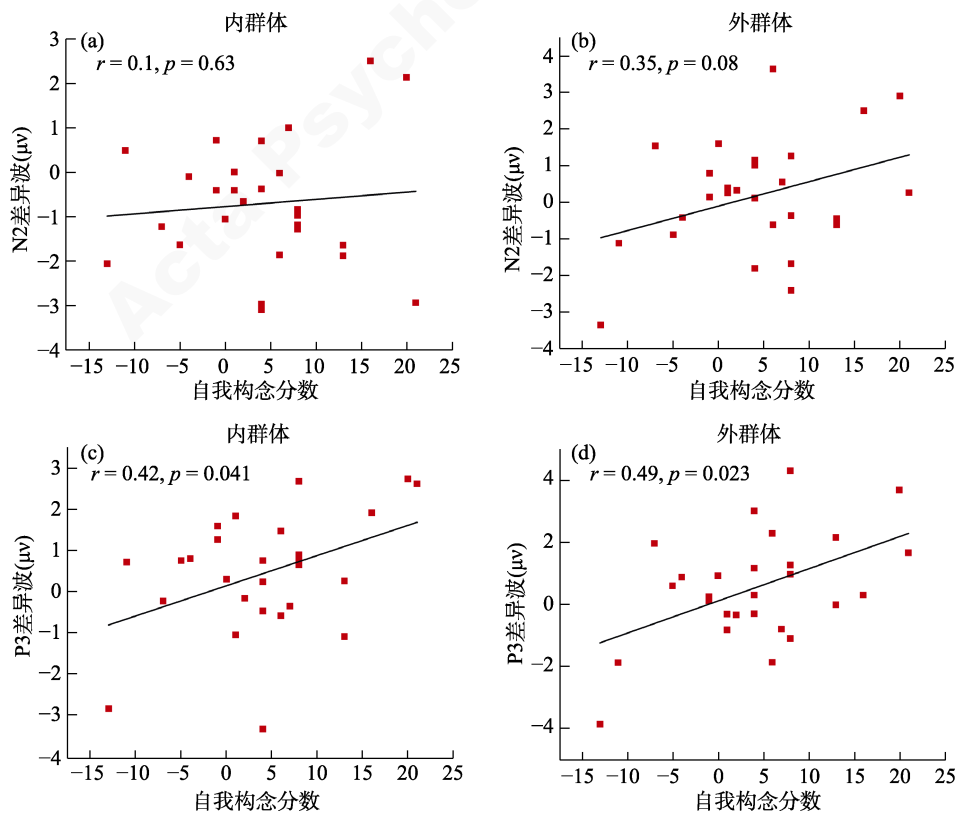 内群体
(a)
r = 0.1, p = 0.63
3
2
1
0
−1
−2
−3
−4
N2差异波(μv)
−15 −10 −5 0 5 10 15 20 25
自我构念分数
外群体
(b)
r = 0.35, p = 0.08
4
3
2
1
0
−1
−2
−3
−4
N2差异波(μv)
−15 −10 −5 0 5 10 15 20 25
自我构念分数
内群体
(c)
r = 0.42, p = 0.041
3
2
1
0
−1
−2
−3
−4
P3差异波(μv)
−15 −10 −5 0 5 10 15 20 25
自我构念分数
外群体
(d)
r = 0.49, p = 0.023
4
2
0
−2
−4
P3差异波(μv)
−15 −10 −5 0 5 10 15 20 25
自我构念分数
Acta Psycho